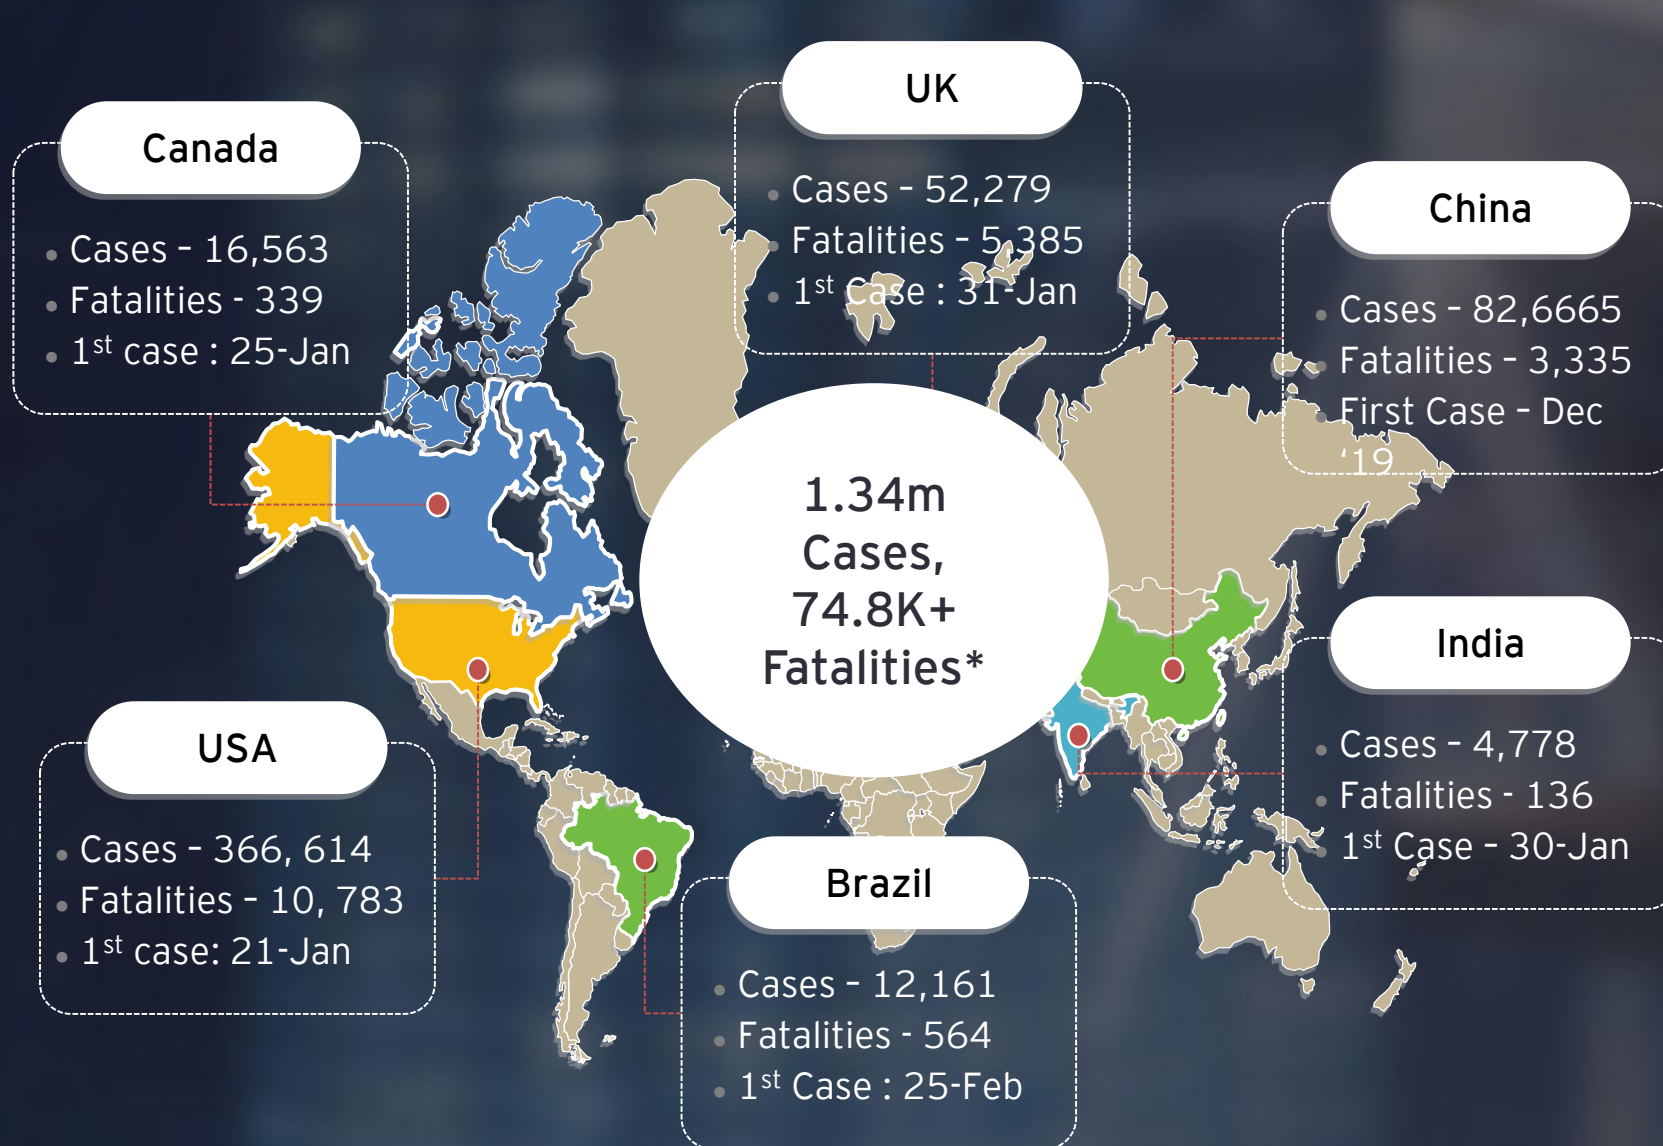 UK
Cases – 52,279
Fatalities – 5,385
1st case : 31-Jan
Canada
Cases – 16,563
Fatalities - 339
1st case : 25-Jan
China
Cases – 82,6665
Fatalities – 3,335
First Case – Dec
‘19
1.34m
Cases,
74.8K+
Fatalities*
India
Cases – 4,778
Fatalities - 136
1st Case – 30-Jan
USA
Cases – 366, 614
Fatalities – 10, 783
1st case: 21-Jan
Brazil
Cases – 12,161
Fatalities - 564
1st Case : 25-Feb